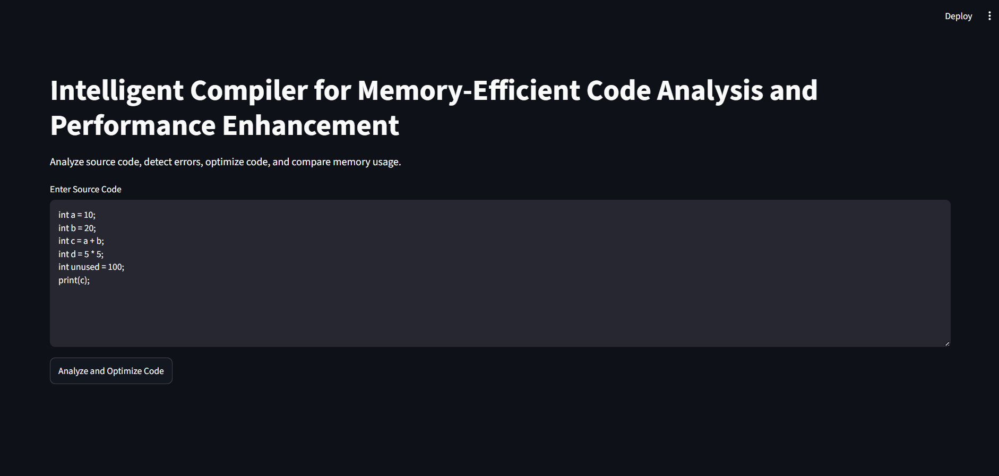 Deploy
Intelligent Compiler for Memory-Efficient Code Analysis and
Performance Enhancement
Analyze source code, detect errors, optimize code, and compare memory usage.
Enter Source Code
int a = 10;
int b = 20;
int c = a + b;
int d = 5 * 5;
int unused = 100;
print(c);
Analyze and Optimize Code